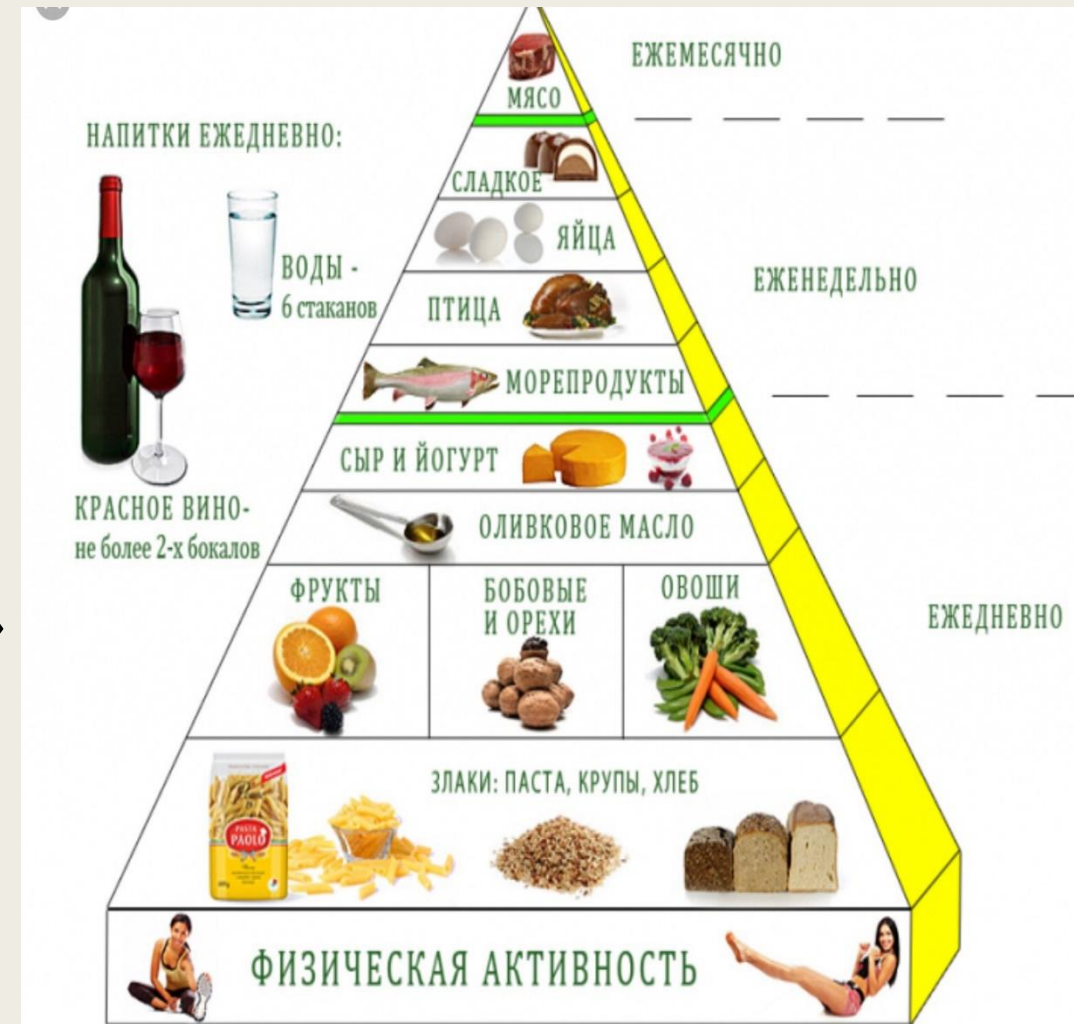 ЕЖЕМЕСЯЧНО
МЯСО
НАПИТКИ ЕЖЕДНЕВНО:
СЛАДКОЕ
ЯЙЦА
ВОДЫ -
6 стаканов
ЕЖЕНЕДЕЛЬНО
ПТИЦА
МОРЕПРОДУКТЫ
СЫР И ЙОГУРТ
КРАСНОЕ ВИНО-
не более 2-х бокалов
ОЛИВКОВОЕ МАСЛО
ФРУКТЫ
БОБОВЫЕ
И ОРЕХИ
ОВОШИ
ЕЖЕДНЕВНО
ЗЛАКИ: ПАСТА, КРУПЫ, ХЛЕБ
PASTA
PAOLO
ФИЗИЧЕСКАЯ АКТИВНОСТЬ